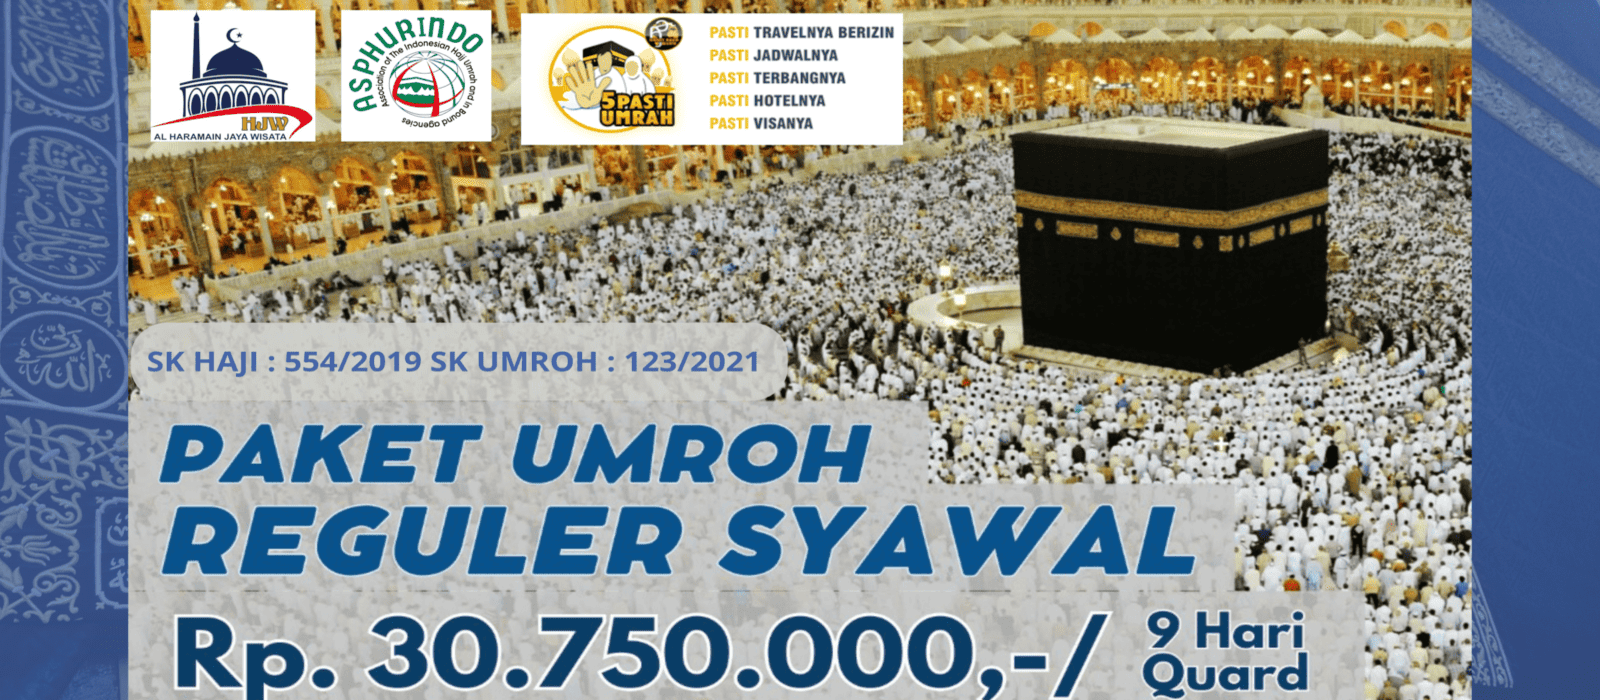 HJW
AL HARAMAIN JAYA WISATA
ASPHURINDO
Association of The Indonesian Hajj Umrah and In Bound agencies
5 PASTI
UMRAH
PASTI TRAVELNYA BERIZIN
PASTI JADWALNYA
PASTI TERBANGNYA
PASTI HOTELNYA
PASTI VISANYA
SK HAJI : 554/2019 SK UMROH : 123/2021
PAKET UMROH
REGULER SYAWAL
Rp. 30.750.000,-/
9 Hari
Quard